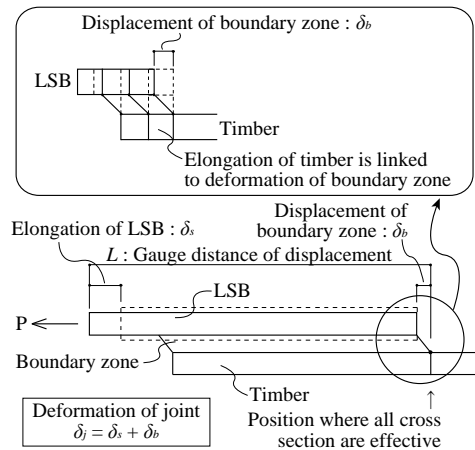 Displacement of boundary zone : δb
LSB
Timber
Elongation of timber is linked
to deformation of boundary zone
Elongation of LSB : δs
Displacement of
boundary zone : δb
L : Gauge distance of displacement
LSB
P
Boundary zone
Timber
Deformation of joint
δj = δs + δb
Position where all cross
section are effective